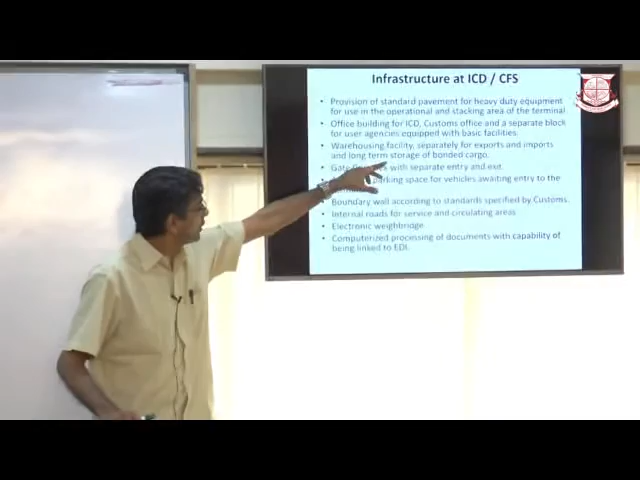 Infrastructure at ICD / CFS
• Provision of standard pavement for heavy duty equipment
for use in the operational and stacking area of the terminal
• Office building for ICD, Customs office and a separate block
for user agencies equipped with basic facilities.
• Warehousing facility, separately for exports and imports
and long term storage of bonded cargo.
• Gate with separate entry and exit.
• parking space for vehicles awaiting entry to the
• Boundary wall according to standards specified by Customs.
• Internal roads for service and circulating areas
• Electronic weighbridge
• Computerized processing of documents with capability of
being linked to EDI.